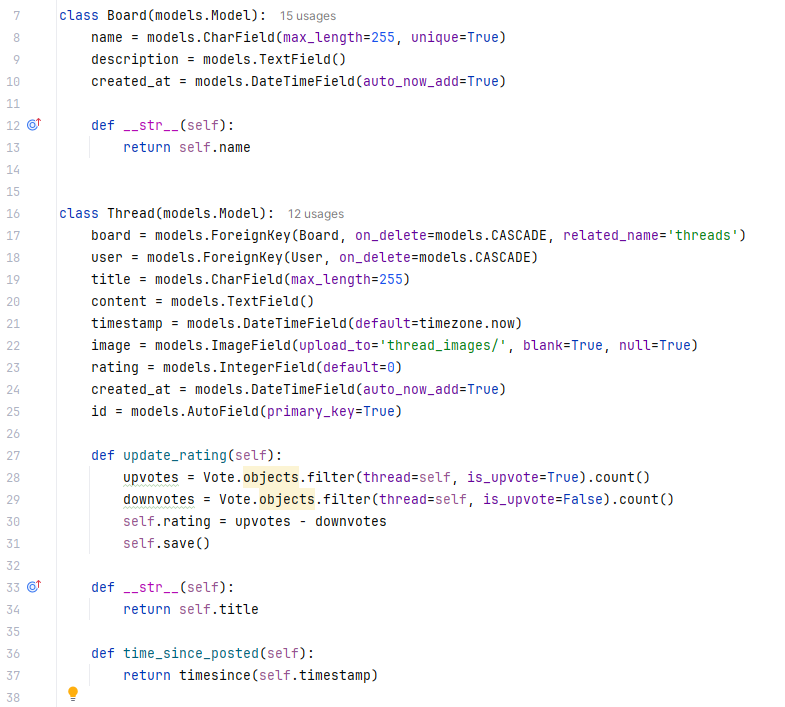 7 class Board(models.Model): 15 usages
8 name = models.CharField(max_length=255, unique=True)
9 description = models.TextField()
10 created_at = models.DateTimeField(auto_now_add=True)
11
12 def __str__(self):
13 return self.name
14
15
16 class Thread(models.Model): 12 usages
17 board = models.ForeignKey(Board, on_delete=models.CASCADE, related_name='threads')
18 user = models.ForeignKey(User, on_delete=models.CASCADE)
19 title = models.CharField(max_length=255)
20 content = models.TextField()
21 timestamp = models.DateTimeField(default=timezone.now)
22 image = models.ImageField(upload_to='thread_images/', blank=True, null=True)
23 rating = models.IntegerField(default=0)
24 created_at = models.DateTimeField(auto_now_add=True)
25 id = models.AutoField(primary_key=True)
26
27 def update_rating(self):
28 upvotes = Vote.objects.filter(thread=self, is_upvote=True).count()
29 downvotes = Vote.objects.filter(thread=self, is_upvote=False).count()
30 self.rating = upvotes - downvotes
31 self.save()
32
33 def __str__(self):
34 return self.title
35
36 def time_since_posted(self):
37 return timesince(self.timestamp)
38